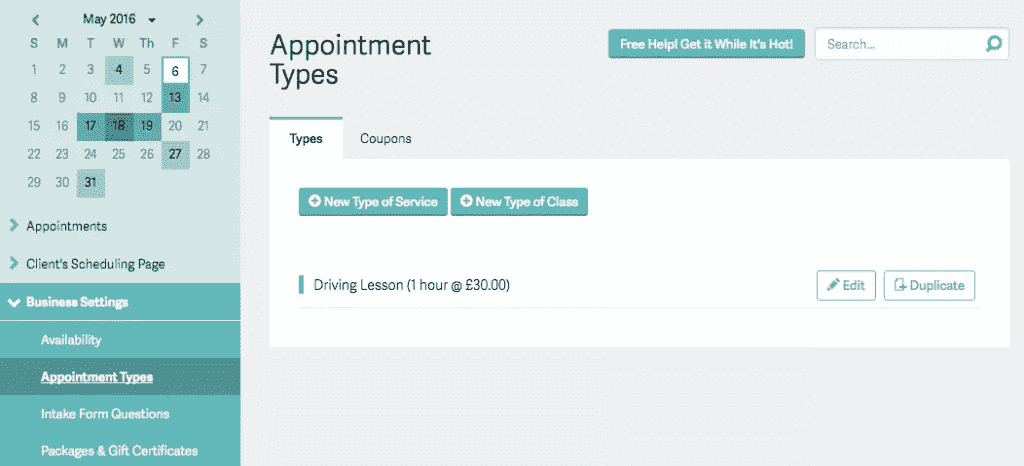 May 2016
S M T W Th F S
1 2 3 4 5 6 7
8 9 10 11 12 13 14
15 16 17 18 19 20 21
22 23 24 25 26 27 28
29 30 31
Appointments
Client's Scheduling Page
Business Settings
Availability
Appointment Types
Intake Form Questions
Packages & Gift Certificates
Appointment
Types
Free Help! Get it While It's Hot!
Search...
Types
Coupons
New Type of Service
New Type of Class
Driving Lesson (1 hour @ £30.00)
Edit
Duplicate